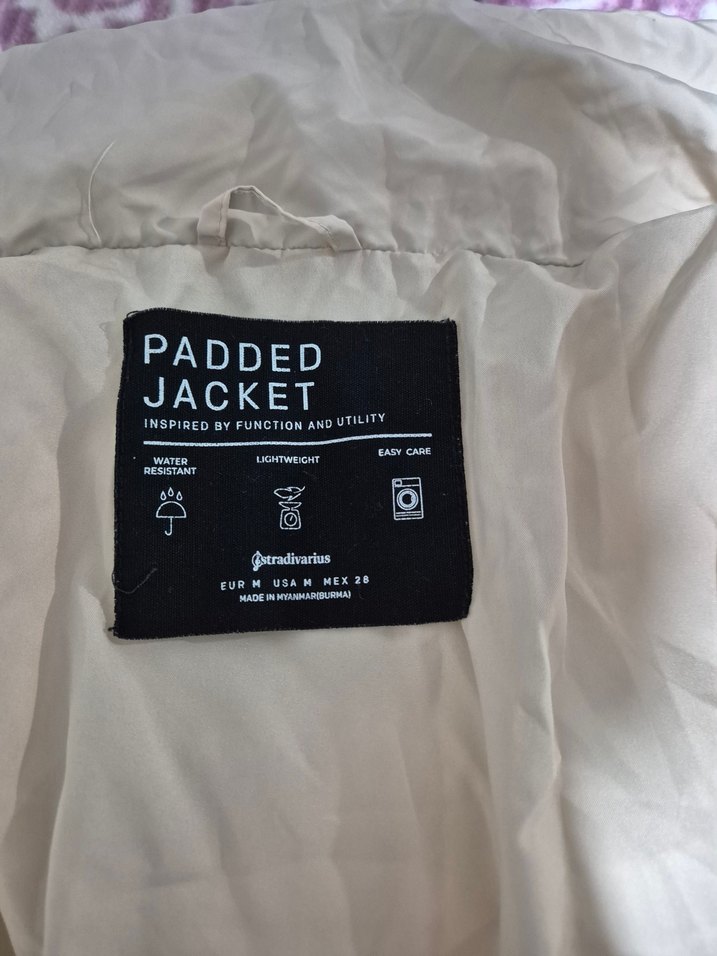 PADDED
JACKET
INSPIRED BY FUNCTION AND UTILITY
WATER
RESISTANT
LIGHTWEIGHT
EASY CARE
stradivarius
EUR M USA M MEX 28
MADE IN MYANMAR(BURMA)